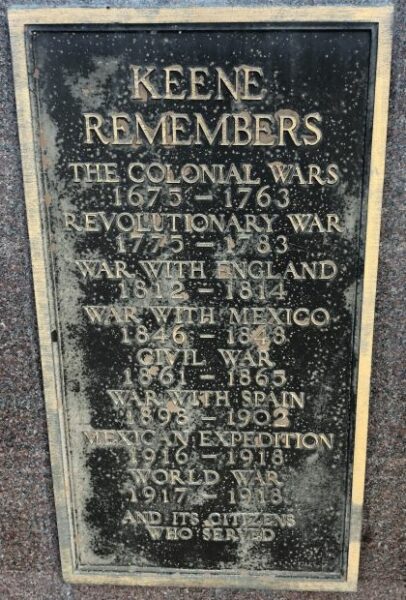 KEENE
REMEMBERS
THE COLONIAL WARS
1675 – 1763
REVOLUTIONARY WAR
1775 – 1783
WAR WITH ENGLAND
1812 – 1814
WAR WITH MEXICO
1846 – 1848
CIVIL WAR
1861 – 1865
WAR WITH SPAIN
1898 – 1902
MEXICAN EXPEDITION
1916 – 1918
WORLD WAR
1917 – 1918
AND ITS CITIZENS
WHO SERVED